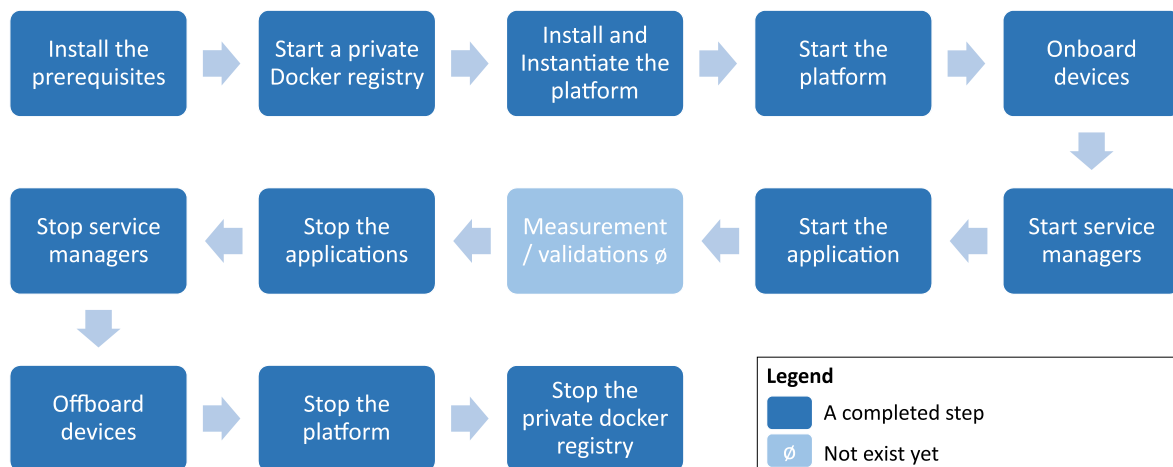 Install the
prerequisites
Start a private
Docker registry
Install and
Instantiate the
platform
Start the
platform
Onboard
devices
Stop service
managers
Stop the
applications
Measurement
/ validations ø
Start the
application
Start service
managers
Offboard
devices
Stop the
platform
Stop the
private docker
registry
Legend
A completed step
ø Not exist yet